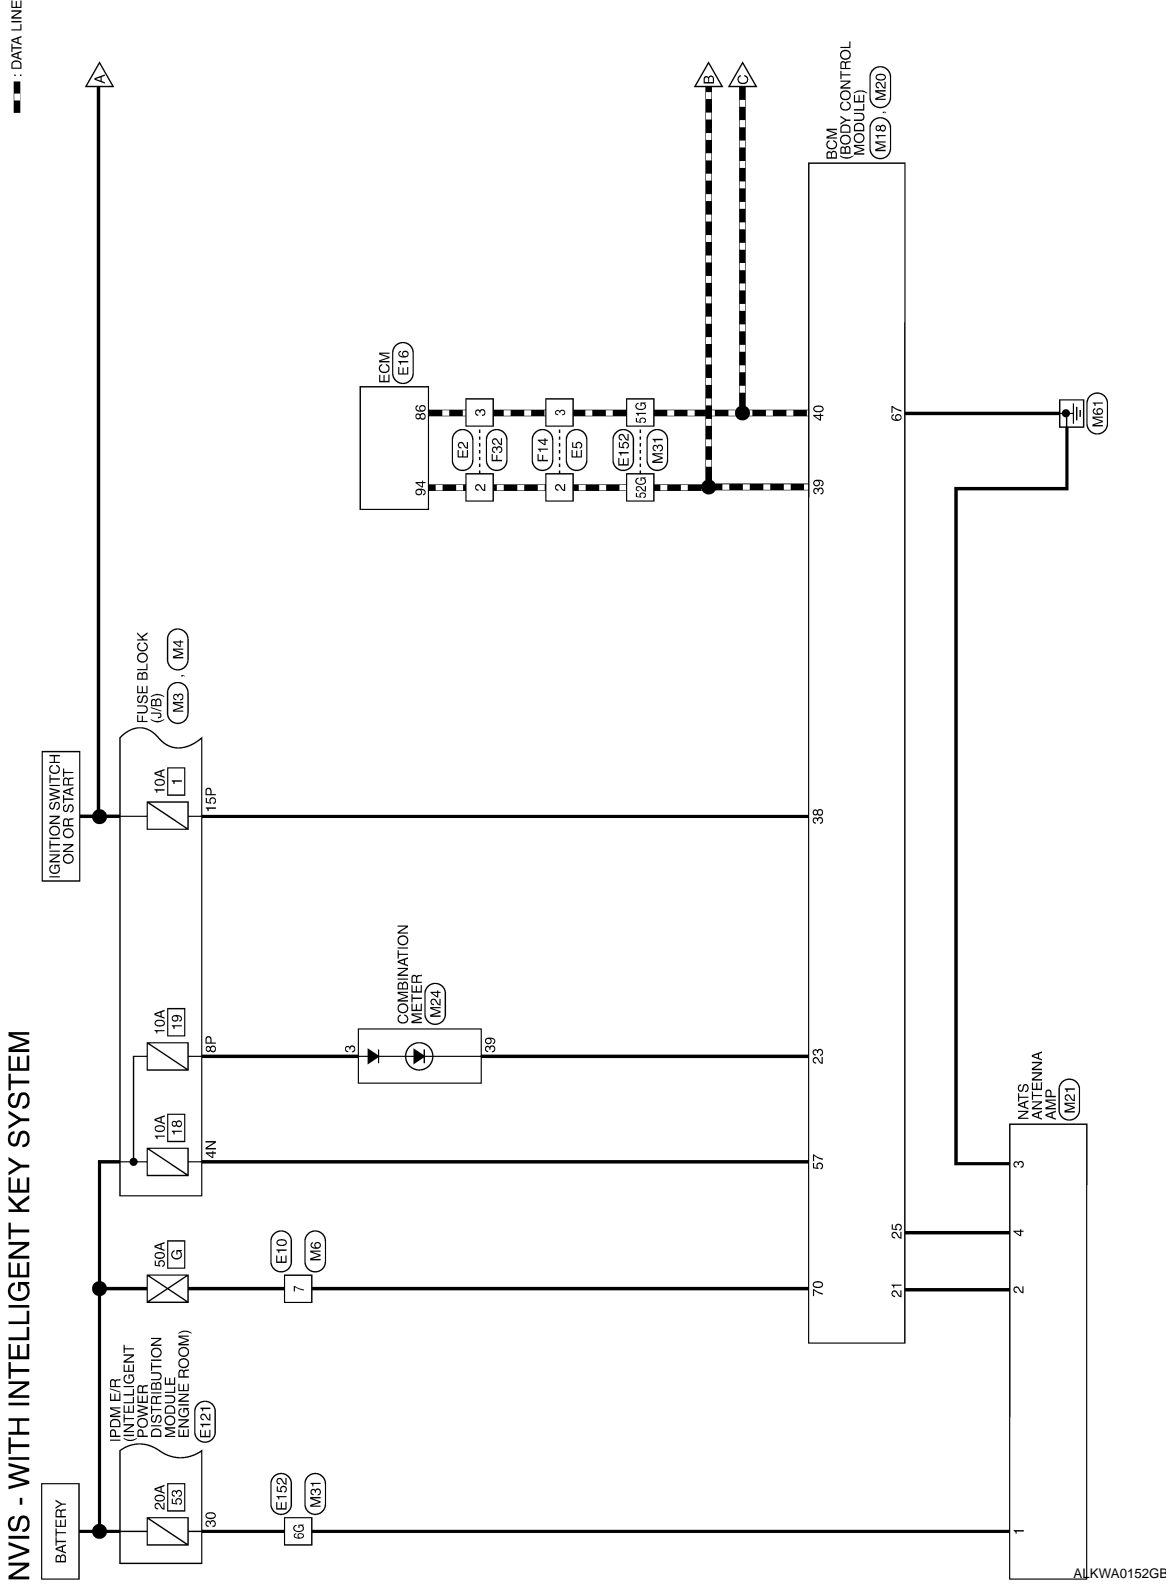 NVIS - WITH INTELLIGENT KEY SYSTEM
: DATA LINE
BATTERY
IGNITION SWITCH
ON OR START
A
20A
53
30
IPDM E/R
(INTELLIGENT
POWER
DISTRIBUTION
MODULE
ENGINE ROOM)
E121
50A
G
10A
18
4N
10A
19
8P
10A
1
15P
FUSE BLOCK
(J/B)
M3 , M4
6G
E152
M31
7
E10
M6
3
39
COMBINATION
METER
M24
ECM
E16
94
86
2
E2
F32
3
2
F14
E5
3
52G
E152
M31
51G
B
C
70
57
23
38
39
40
BCM
(BODY CONTROL
MODULE)
M18 , M20
21
25
67
M61
1
2
4
3
NATS
ANTENNA
AMP
M21
ALKWA0152GB